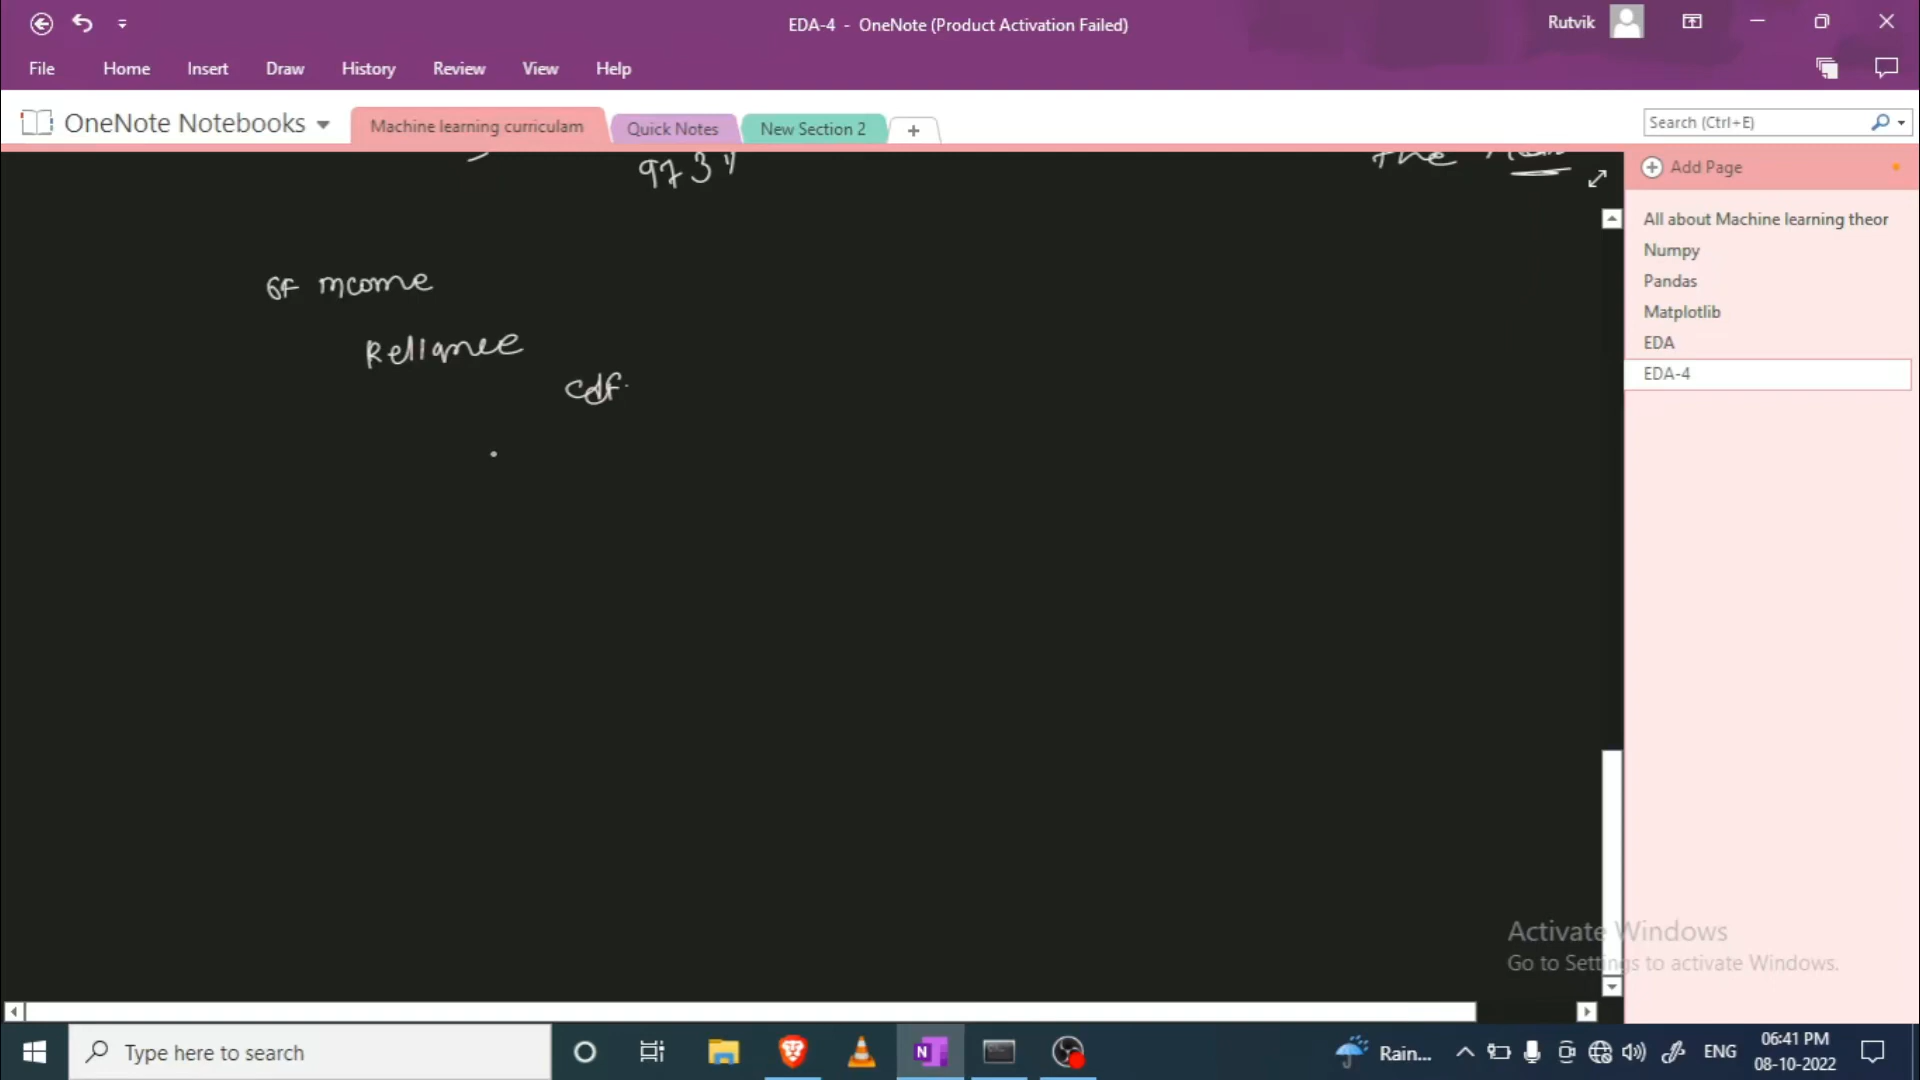 EDA-4 - OneNote (Product Activation Failed)
Rutvik
File Home Insert Draw History Review View Help
OneNote Notebooks
Machine learning curriculam
Quick Notes
New Section 2
Search (Ctrl+E)
Add Page
All about Machine learning theor
Numpy
Pandas
Matplotlib
EDA
EDA-4
973
the
income
Reliance
cdf
Activate Windows
Go to Settings to activate Windows.
Type here to search
Rain...
ENG
06:41 PM
08-10-2022